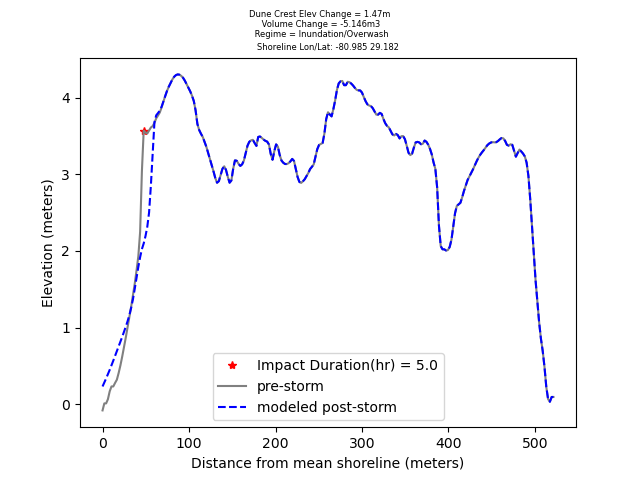 Dune Crest Elev Change = 1.47m
Volume Change = -5.146m3
Regime = Inundation/Overwash
Shoreline Lon/Lat: -80.985 29.182
4
3
2
1
0
Elevation (meters)
Impact Duration(hr) = 5.0
pre-storm
modeled post-storm
0 100 200 300 400 500
Distance from mean shoreline (meters)